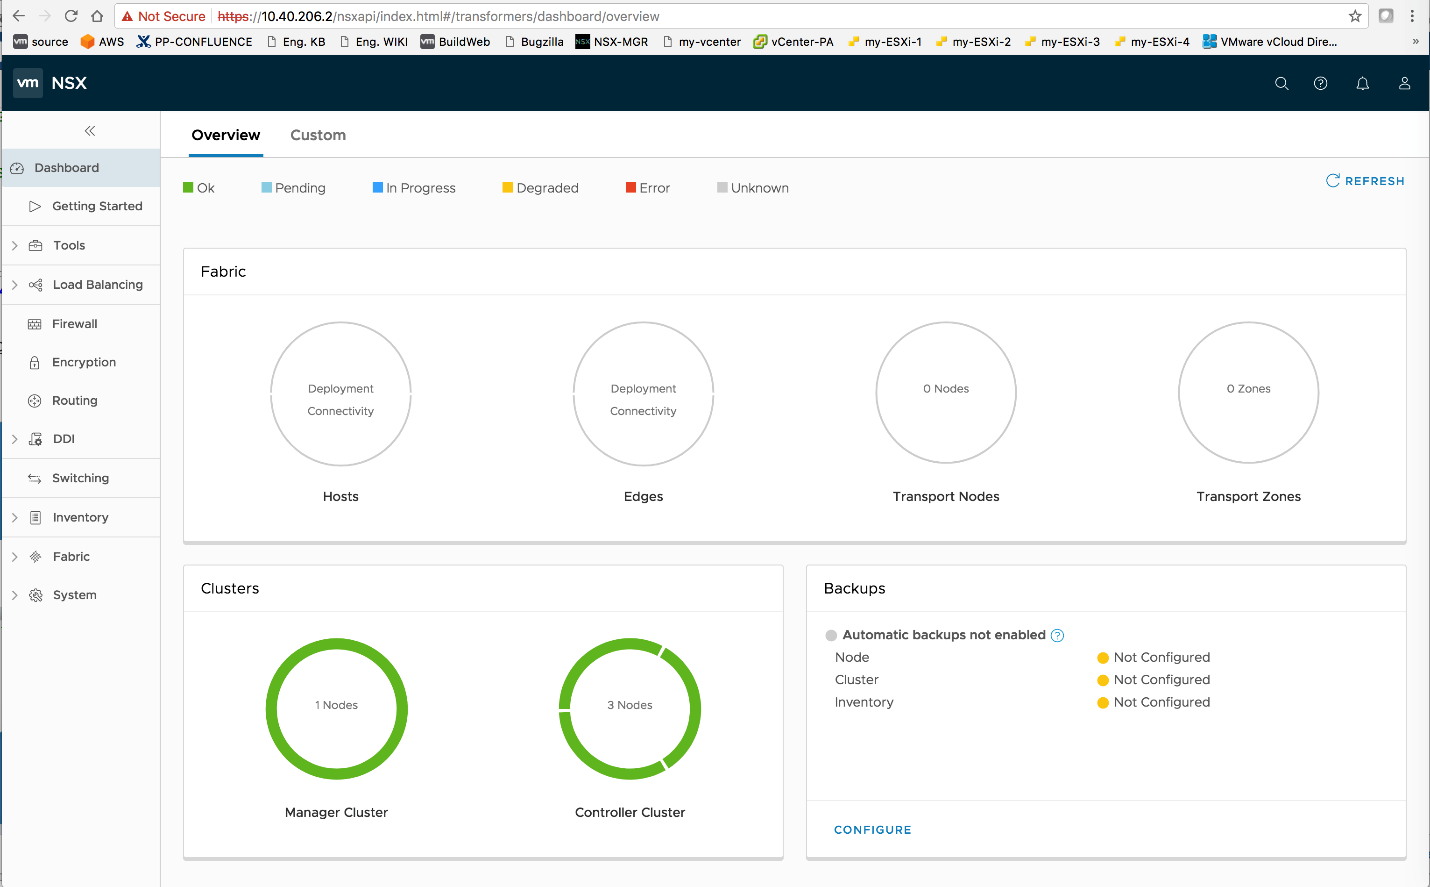 Not Secure https://10.40.206.2/nsxapi/index.html#/transformers/dashboard/overview
vm source AWS PP-CONFLUENCE Eng. KB Eng. WIKI vm BuildWeb Bugzilla NSX NSX-MGR my-vcenter vCenter-PA my-ESXi-1 my-ESXi-2 my-ESXi-3 my-ESXi-4 VMware vCloud Dire... »
vm NSX
Overview Custom
Dashboard
Getting Started
Tools
Load Balancing
Firewall
Encryption
Routing
DDI
Switching
Inventory
Fabric
System
Ok Pending In Progress Degraded Error Unknown
REFRESH
Fabric
Deployment
Connectivity
Hosts
Deployment
Connectivity
Edges
0 Nodes
Transport Nodes
0 Zones
Transport Zones
Clusters
1 Nodes
Manager Cluster
3 Nodes
Controller Cluster
Backups
Automatic backups not enabled ?
Node Not Configured
Cluster Not Configured
Inventory Not Configured
CONFIGURE